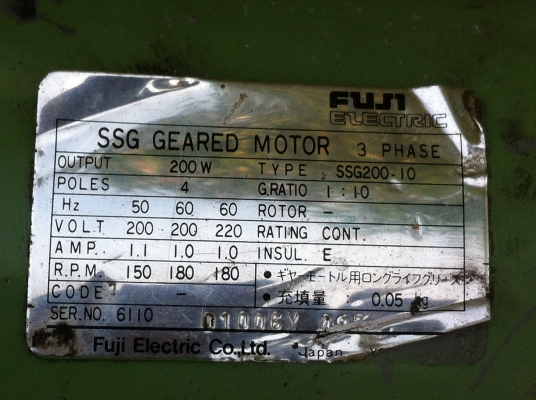 FUJI
ELECTRIC
SSG GEARED MOTOR 3 PHASE
OUTPUT 200W TYPE SSG200-10
POLES 4 G.RATIO 1:10
Hz 50 60 60 ROTOR -
VOLT 200 200 220 RATING CONT.
AMP. 1.1 1.0 1.0 INSUL. E
R.P.M. 150 180 180 •ギヤーモートル用ロングライフグリース
CODE - •充填量 0.05 kg
SER.NO. 6110
Fuji Electric Co., Ltd. Japan